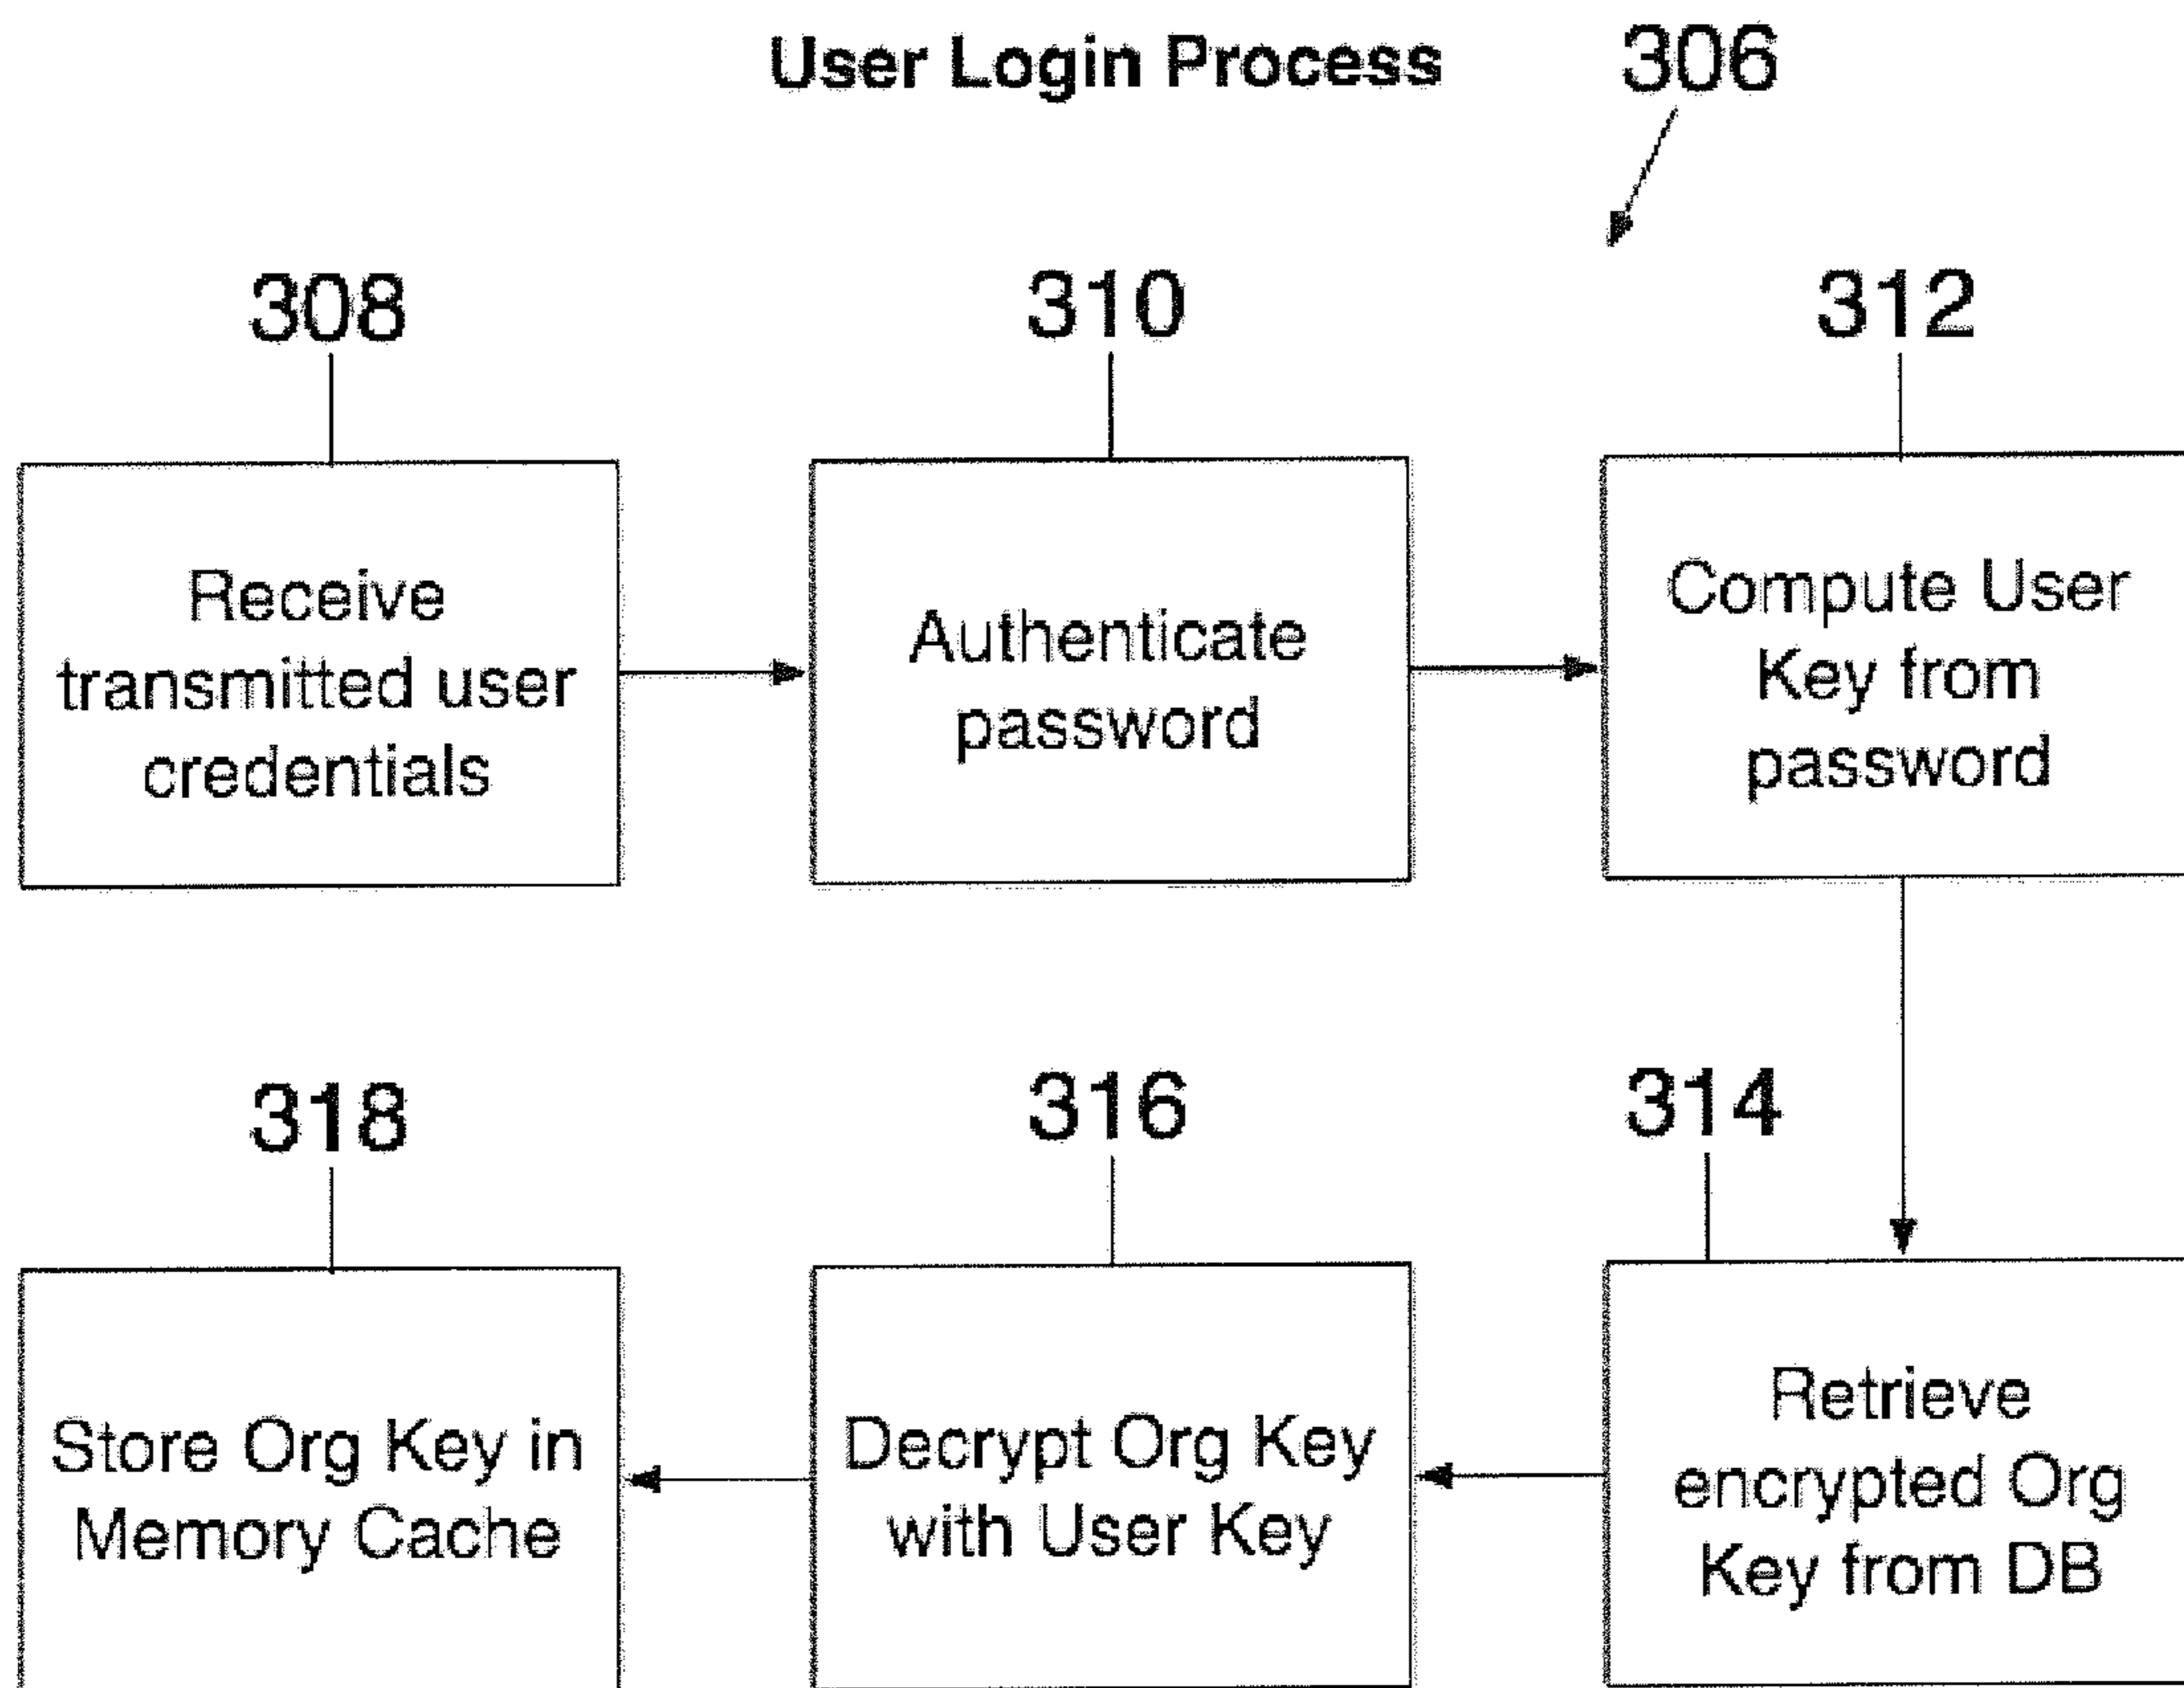 User Login Process
306
308
310
312
Receive
transmitted user
credentials
Authenticate
password
Compute User
Key from
password
318
316
314
Store Org Key in
Memory Cache
Decrypt Org Key
with User Key
Retrieve
encrypted Org
Key from DB